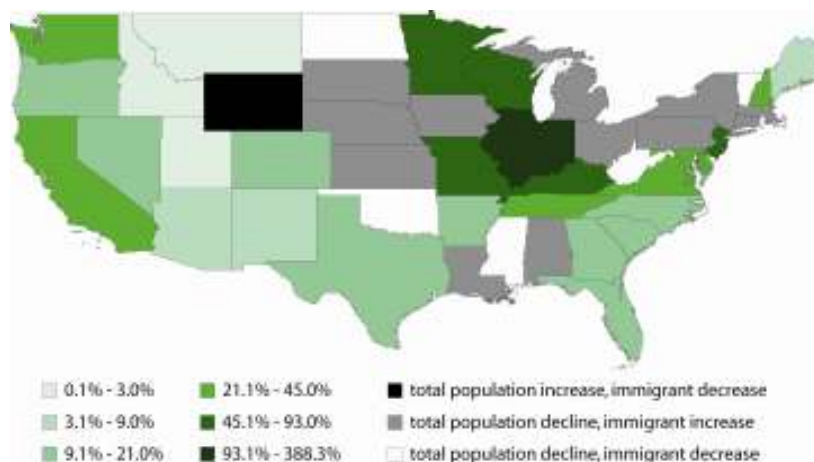 0.1% - 3.0%
21.1% - 45.0%
total population increase, immigrant decrease
3.1% - 9.0%
45.1% - 93.0%
total population decline, immigrant increase
9.1% - 21.0%
93.1% - 388.3%
total population decline, immigrant decrease